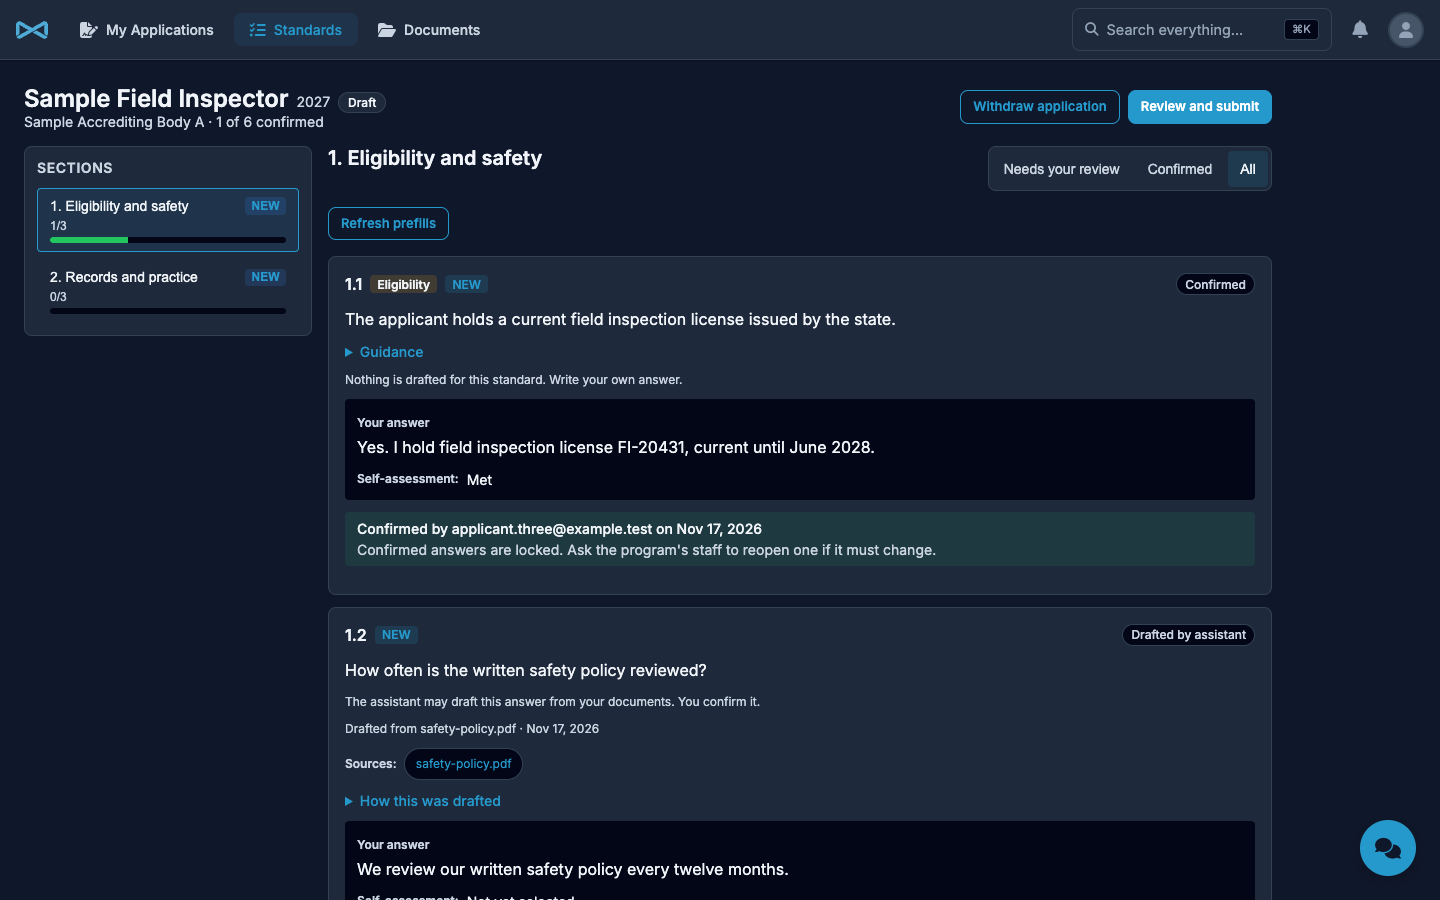 My Applications
Standards
Documents
Search everything...
⌘K
Sample Field Inspector 2027 Draft
Sample Accrediting Body A · 1 of 6 confirmed
Withdraw application
Review and submit
SECTIONS
1. Eligibility and safety NEW
1/3
2. Records and practice NEW
0/3
1. Eligibility and safety
Needs your review
Confirmed
All
Refresh prefills
1.1 Eligibility NEW Confirmed
The applicant holds a current field inspection license issued by the state.
Guidance
Nothing is drafted for this standard. Write your own answer.
Your answer
Yes. I hold field inspection license FI-20431, current until June 2028.
Self-assessment: Met
Confirmed by applicant.three@example.test on Nov 17, 2026
Confirmed answers are locked. Ask the program's staff to reopen one if it must change.
1.2 NEW Drafted by assistant
How often is the written safety policy reviewed?
The assistant may draft this answer from your documents. You confirm it.
Drafted from safety-policy.pdf · Nov 17, 2026
Sources: safety-policy.pdf
How this was drafted
Your answer
We review our written safety policy every twelve months.
Self-assessment: Not yet selected